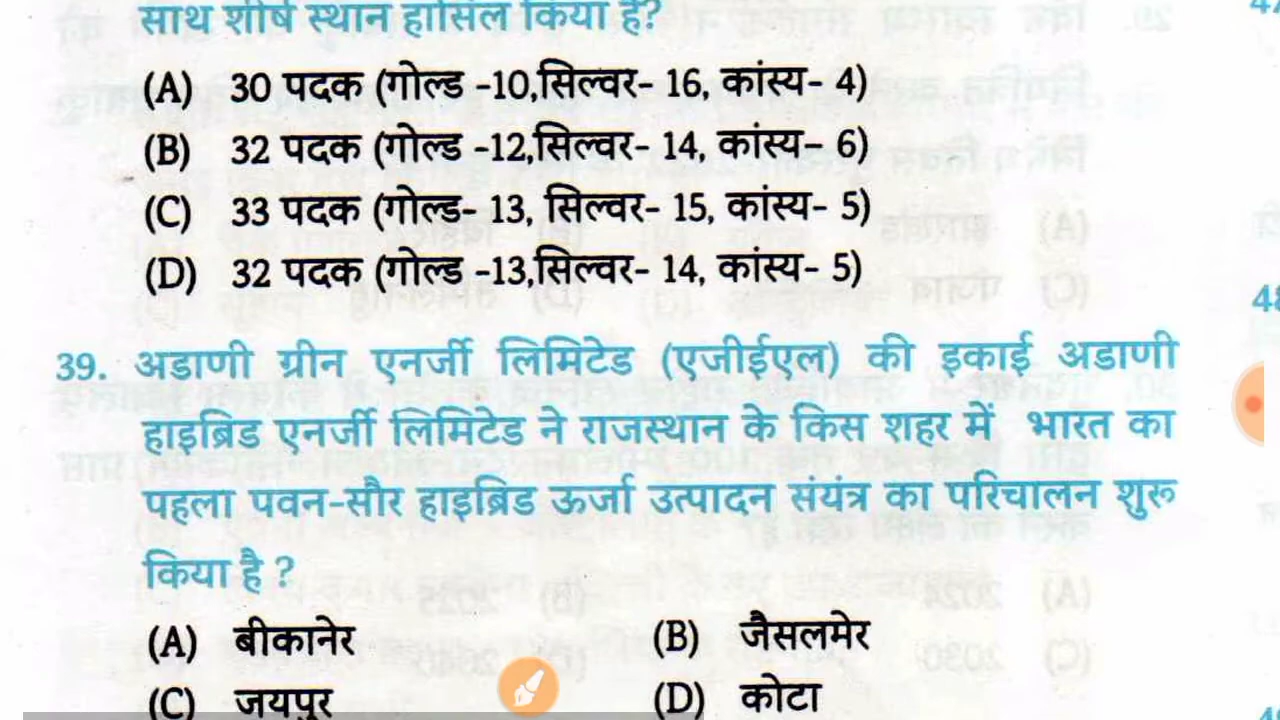 साथ शीर्ष स्थान हासिल किया है?
(A) 30 पदक (गोल्ड -10,सिल्वर- 16, कांस्य- 4)
(B) 32 पदक (गोल्ड -12,सिल्वर- 14, कांस्य– 6)
(C) 33 पदक (गोल्ड- 13, सिल्वर- 15, कांस्य- 5)
(D) 32 पदक (गोल्ड -13,सिल्वर- 14, कांस्य- 5)
39. अडाणी ग्रीन एनर्जी लिमिटेड (एजीईएल) की इकाई अडाणी
हाइब्रिड एनर्जी लिमिटेड ने राजस्थान के किस शहर में भारत का
पहला पवन-सौर हाइब्रिड ऊर्जा उत्पादन संयंत्र का परिचालन शुरू
किया है ?
(A) बीकानेर (B) जैसलमेर
(C) जयपुर (D) कोटा